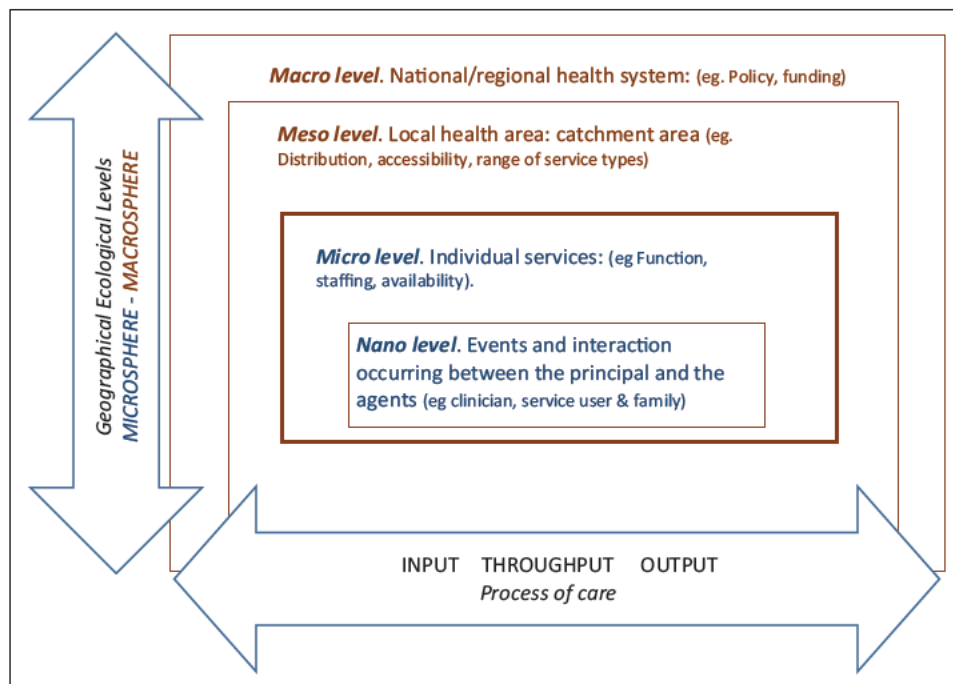 Macro level. National/regional health system: (eg. Policy, funding)
Meso level. Local health area: catchment area (eg.
Distribution, accessibility, range of service types)
Geographical Ecological Levels
MICROSPHERE - MACROSPHERE
Micro level. Individual services: (eg Function,
staffing, availability).
Nano level. Events and interaction
occurring between the principal and the
agents (eg clinician, service user & family)
INPUT THROUGHPUT OUTPUT
Process of care